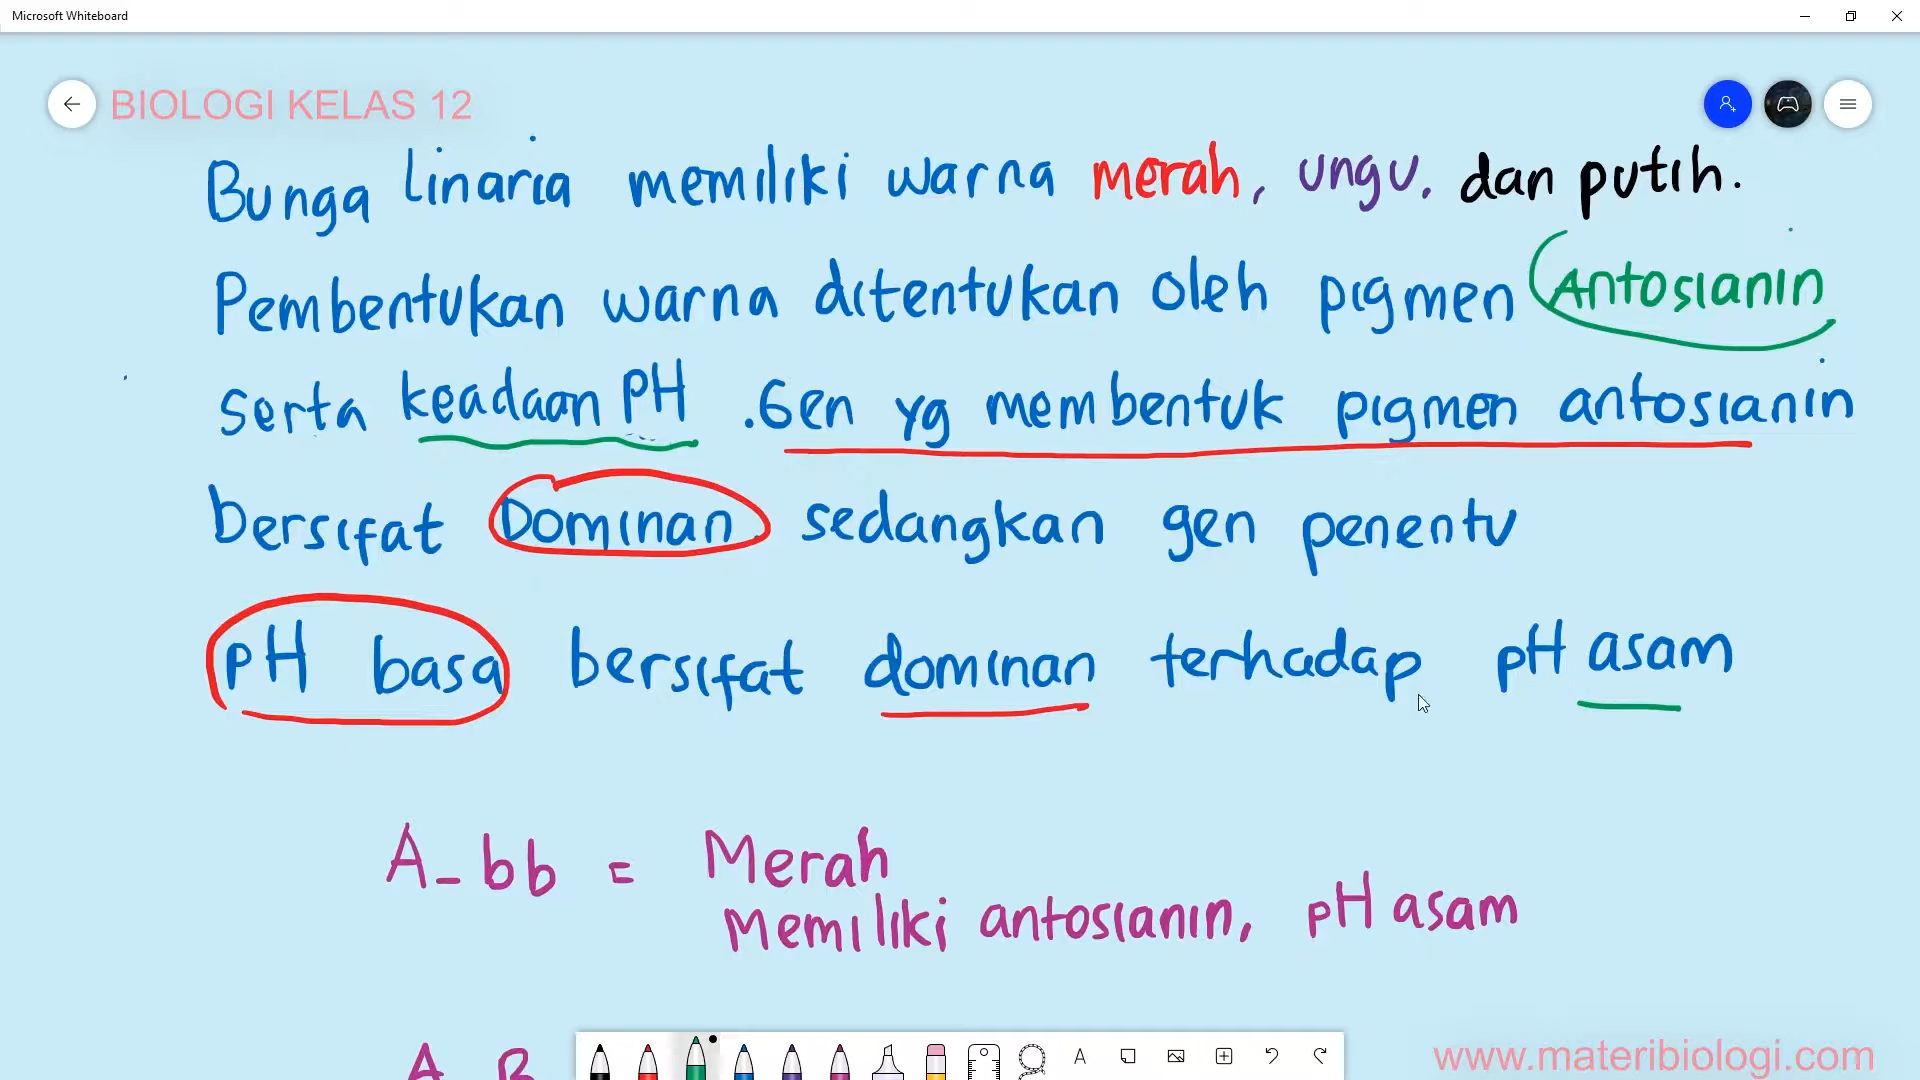 Microsoft Whiteboard
BIOLOGI KELAS 12
Bunga Linaria memiliki warna merah, ungu, dan putih.
Pembentukan warna ditentukan oleh pigmen Antosianin
serta keadaan PH . Gen yg membentuk pigmen antosianin
bersifat Dominan sedangkan gen penentu
pH basa bersifat dominan terhadap pH asam
A_bb = Merah
Memiliki antosianin, pH asam
A B
www.materibiologi.com